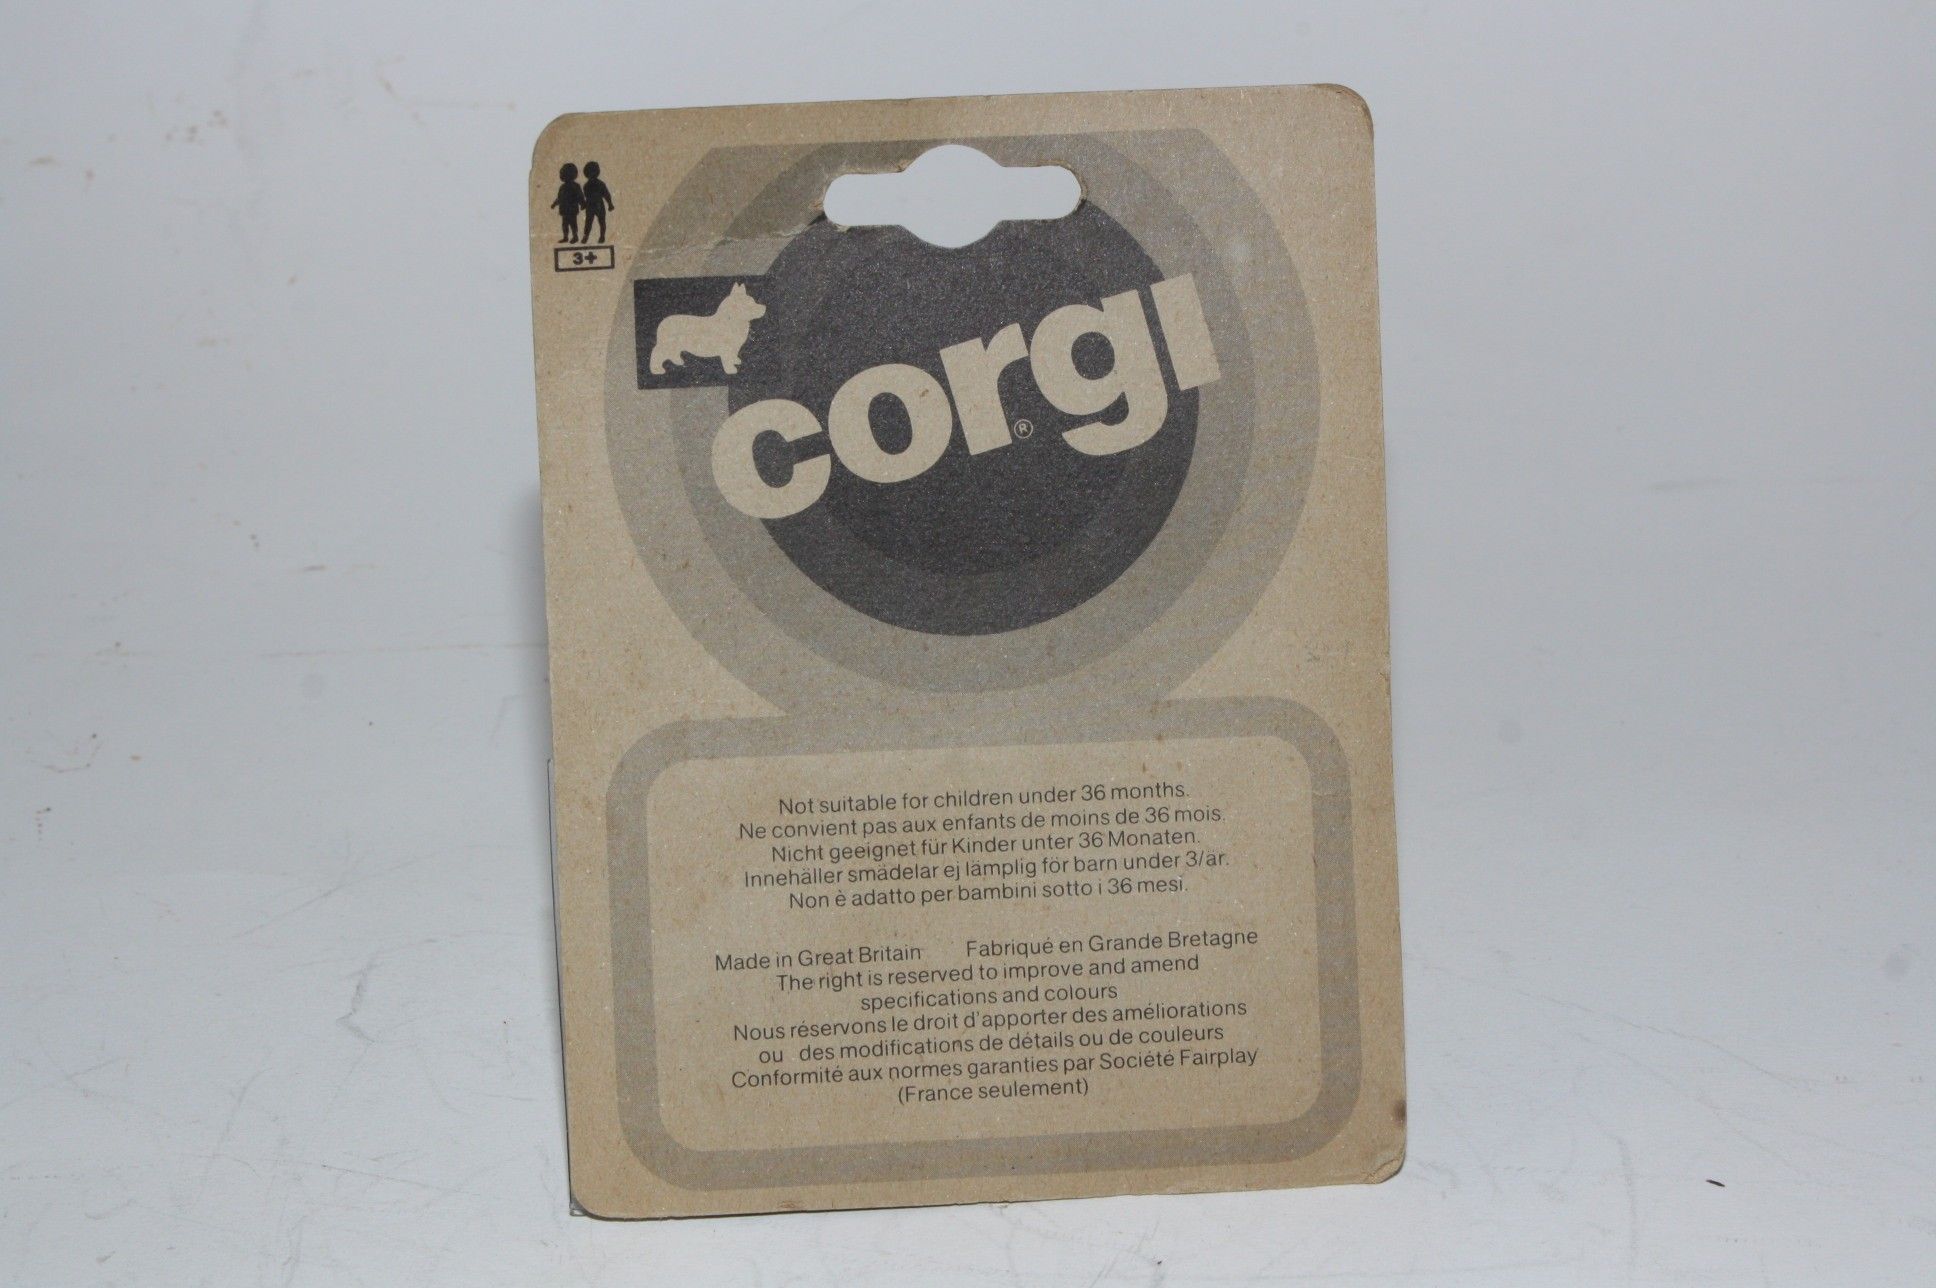 3+
corgi
®
Not suitable for children under 36 months.
Ne convient pas aux enfants de moins de 36 mois.
Nicht geeignet für Kinder unter 36 Monaten.
Innehäller smädelar ej lämplig för barn under 3/är.
Non è adatto per bambini sotto i 36 mesi.
Made in Great Britain Fabriqué en Grande Bretagne
The right is reserved to improve and amend
specifications and colours
Nous réservons le droit d'apporter des améliorations
ou des modifications de détails ou de couleurs
Conformité aux normes garanties par Société Fairplay
(France seulement)